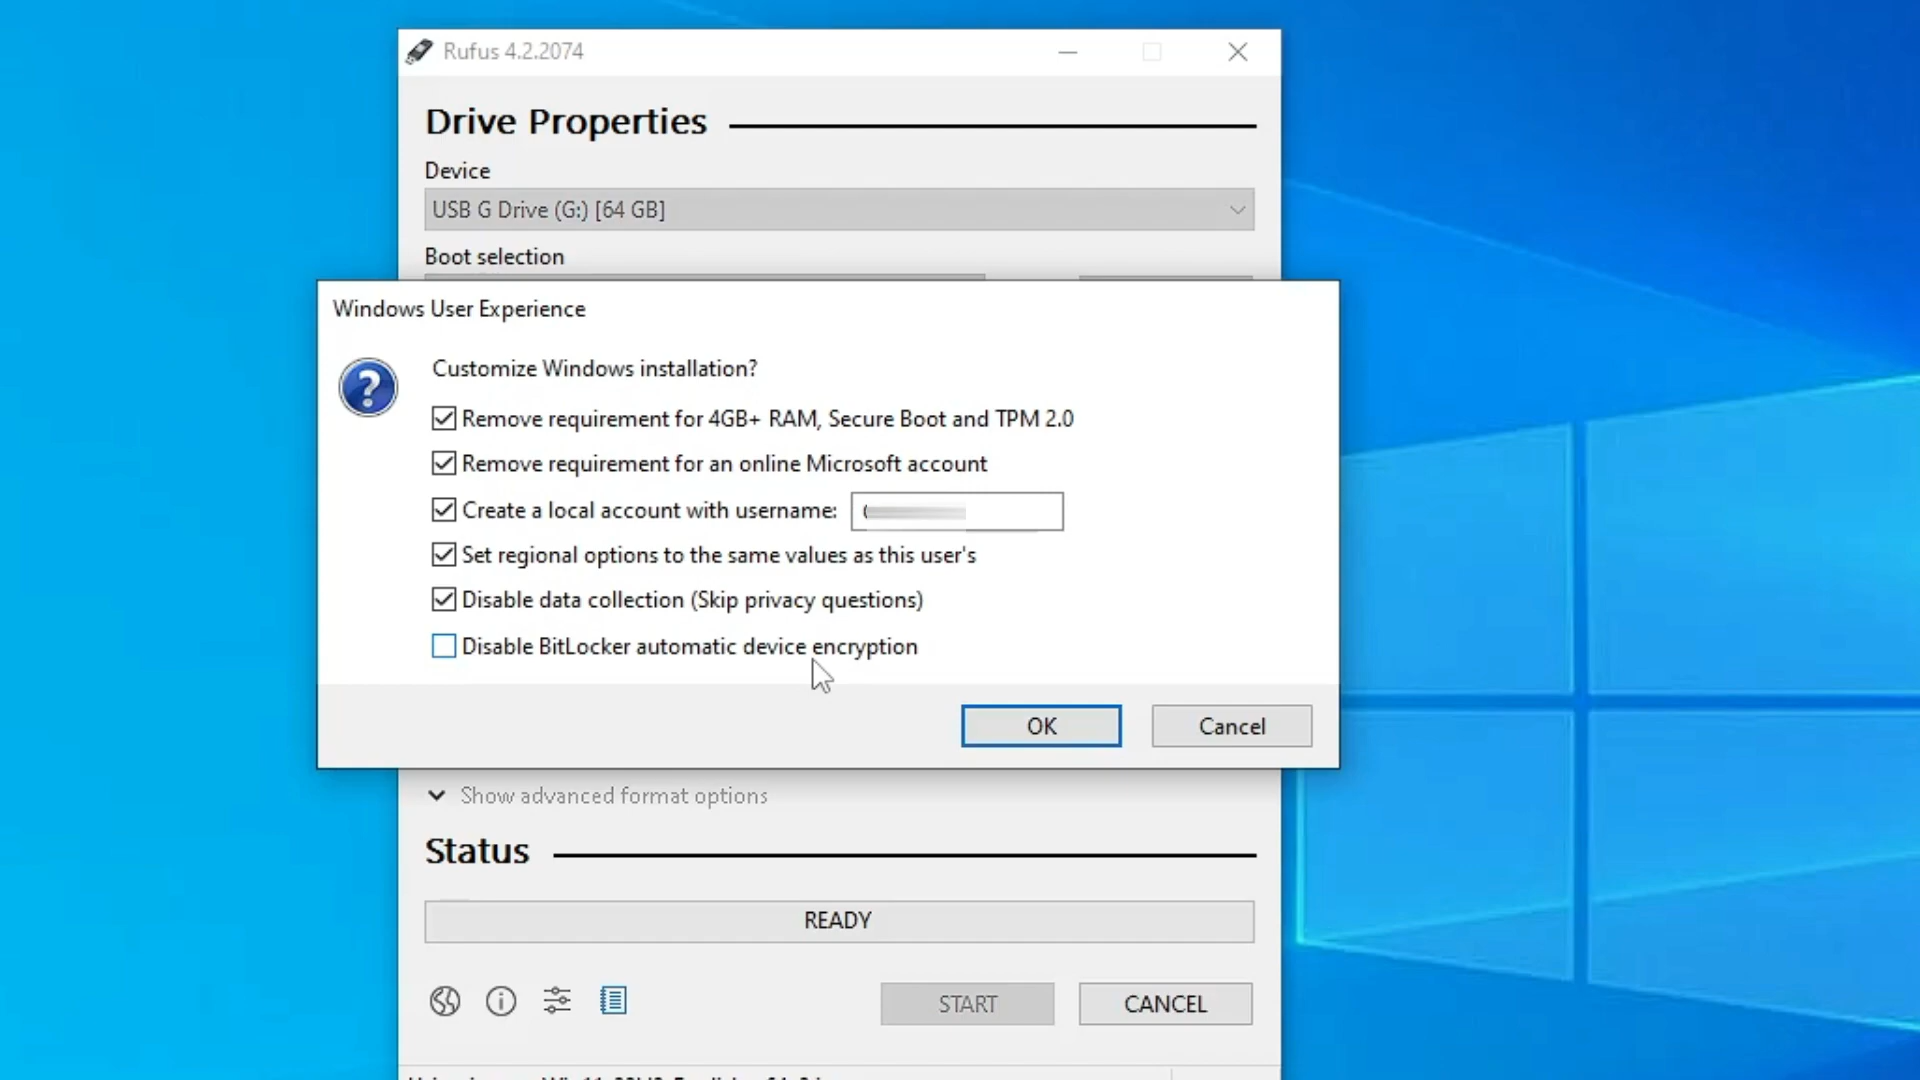 Rufus 4.2.2074
Drive Properties
Device
USB G Drive (G:) [64 GB]
Boot selection
Windows User Experience
Customize Windows installation?
Remove requirement for 4GB+ RAM, Secure Boot and TPM 2.0
Remove requirement for an online Microsoft account
Create a local account with username:
Set regional options to the same values as this user's
Disable data collection (Skip privacy questions)
Disable BitLocker automatic device encryption
OK Cancel
Show advanced format options
Status
READY
START CANCEL